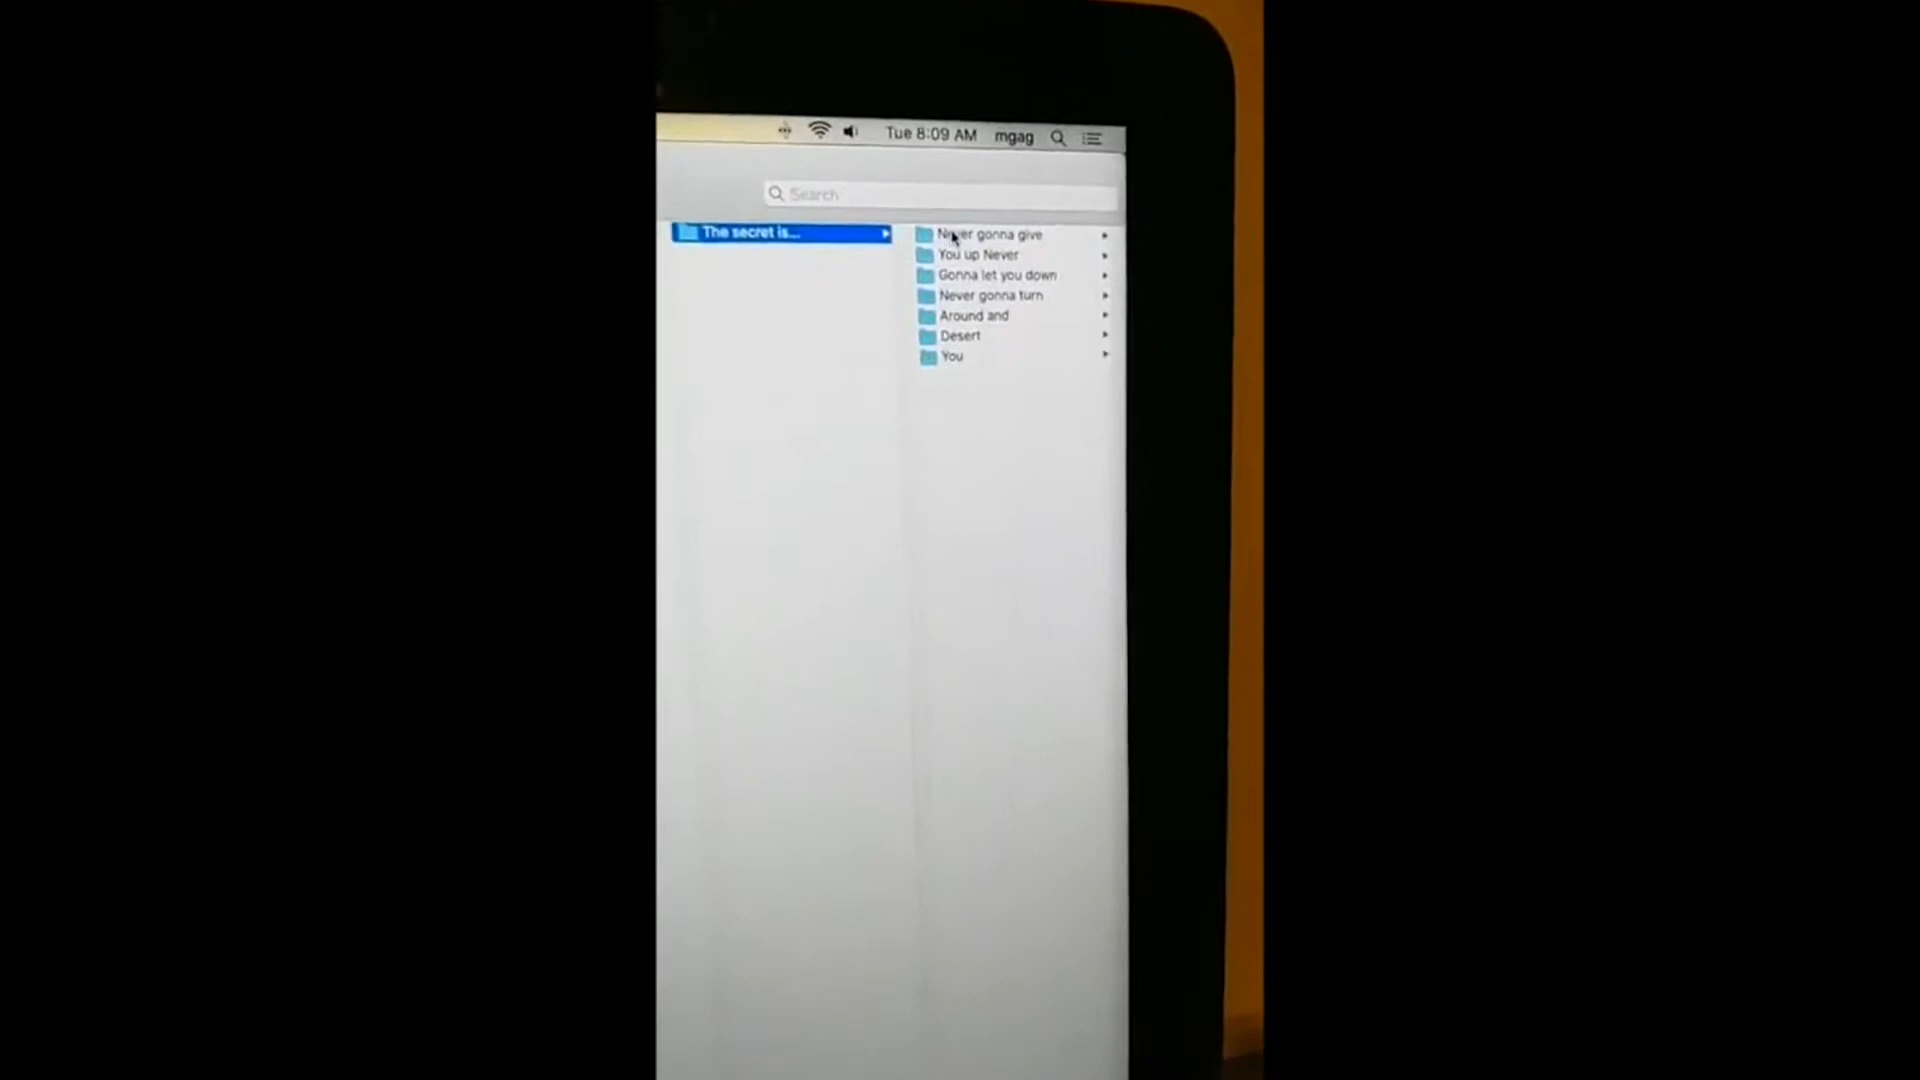 Tue 8:09 AM mgag
Search
The secret is...
Never gonna give
You up Never
Gonna let you down
Never gonna turn
Around and
Desert
You